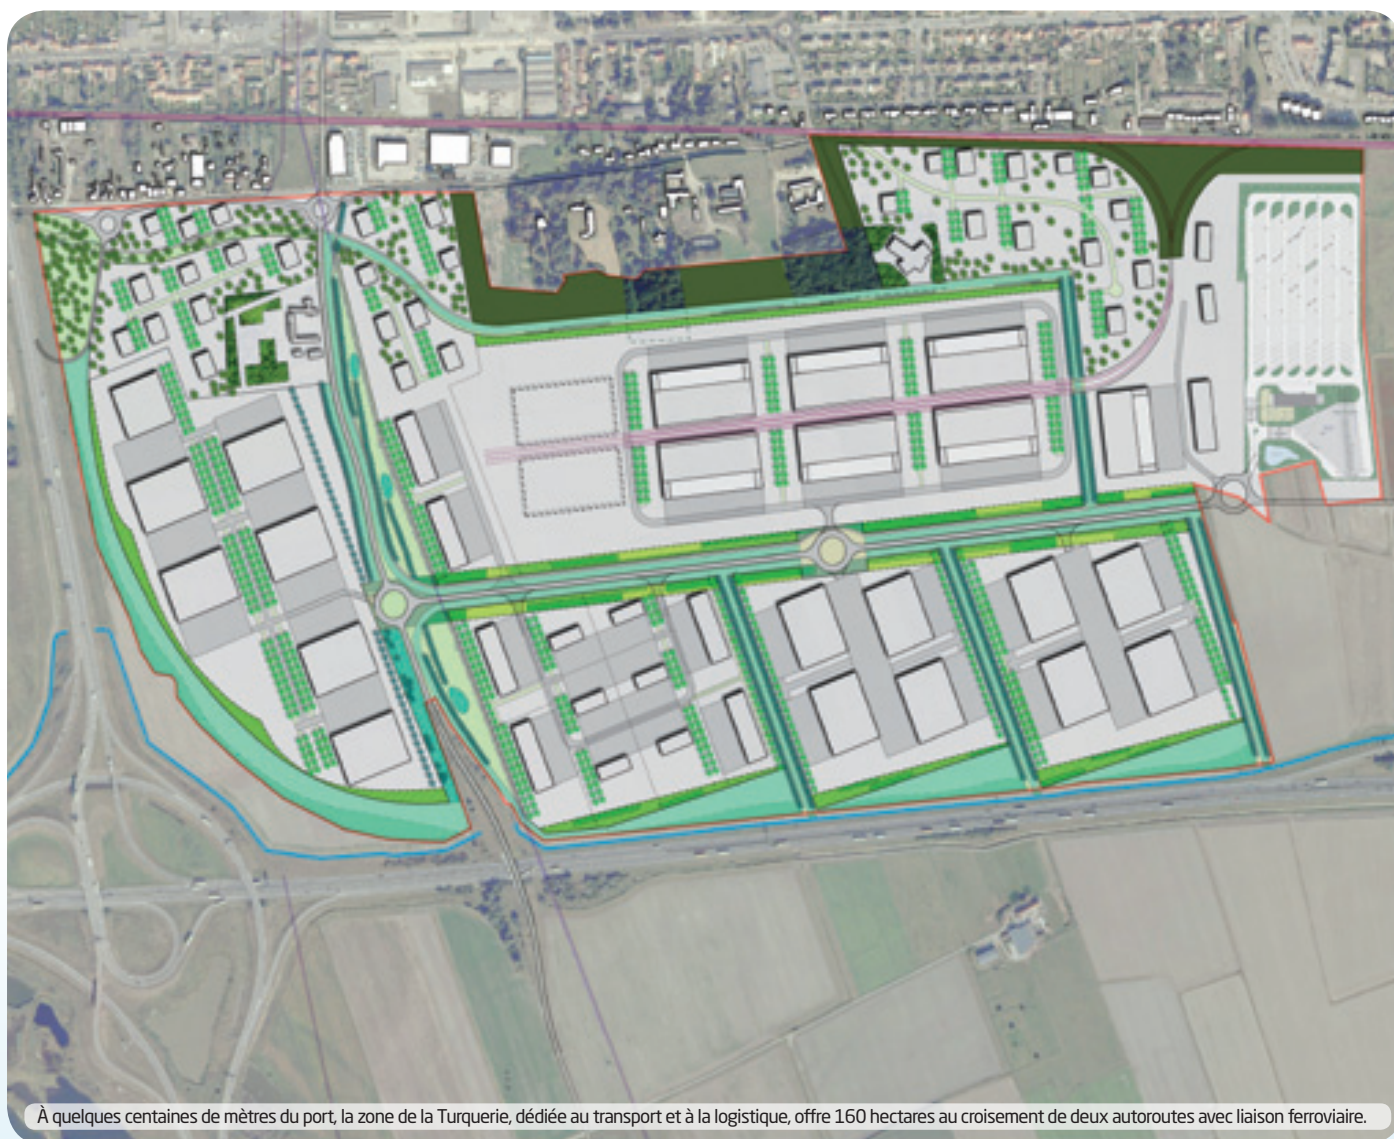 À quelques centaines de mètres du port, la zone de la Turquerie, dédiée au transport et à la logistique, offre 160 hectares au croisement de deux autoroutes avec liaison ferroviaire.